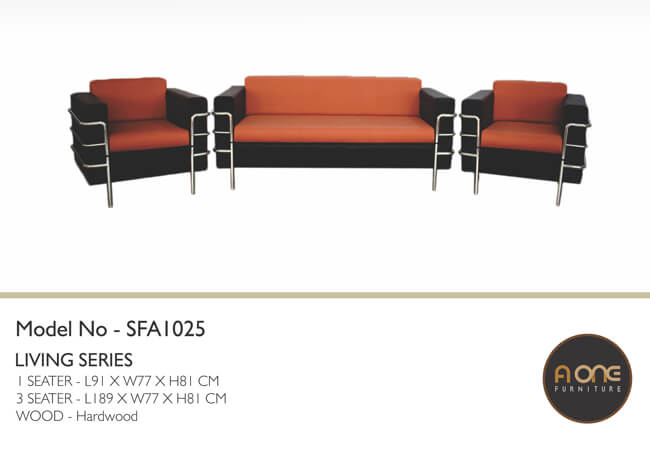 Model No - SFA1025
LIVING SERIES
1 SEATER - L91 X W77 X H81 CM
3 SEATER - L189 X W77 X H81 CM
WOOD - Hardwood
A ONE
FURNITURE